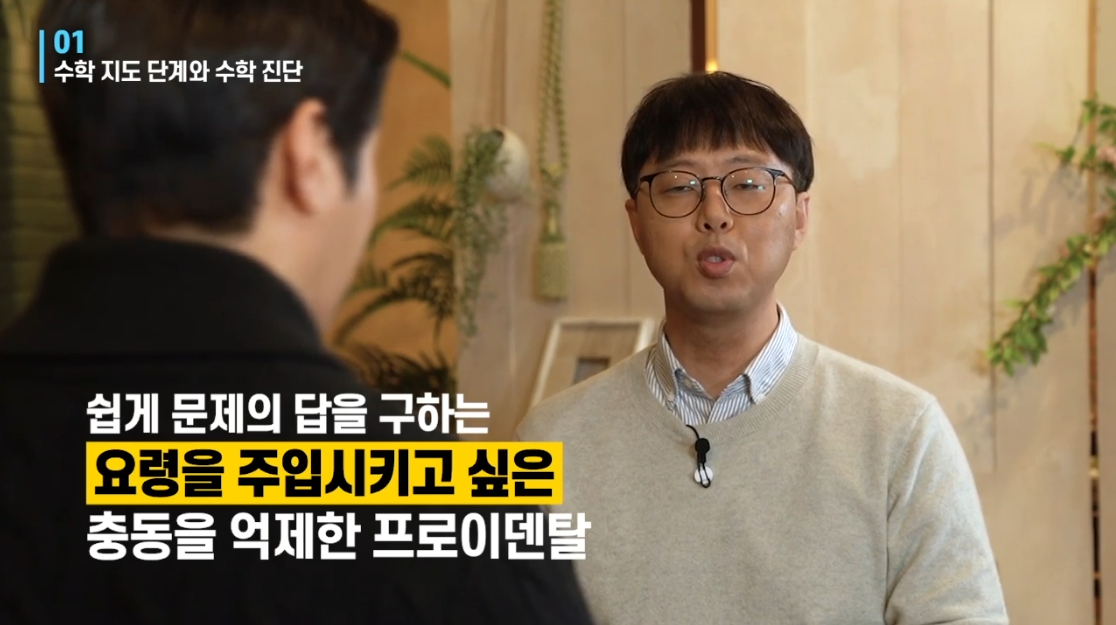 01
수학 지도 단계와 수학 진단
쉽게 문제의 답을 구하는
요령을 주입시키고 싶은
충동을 억제한 프로이덴탈